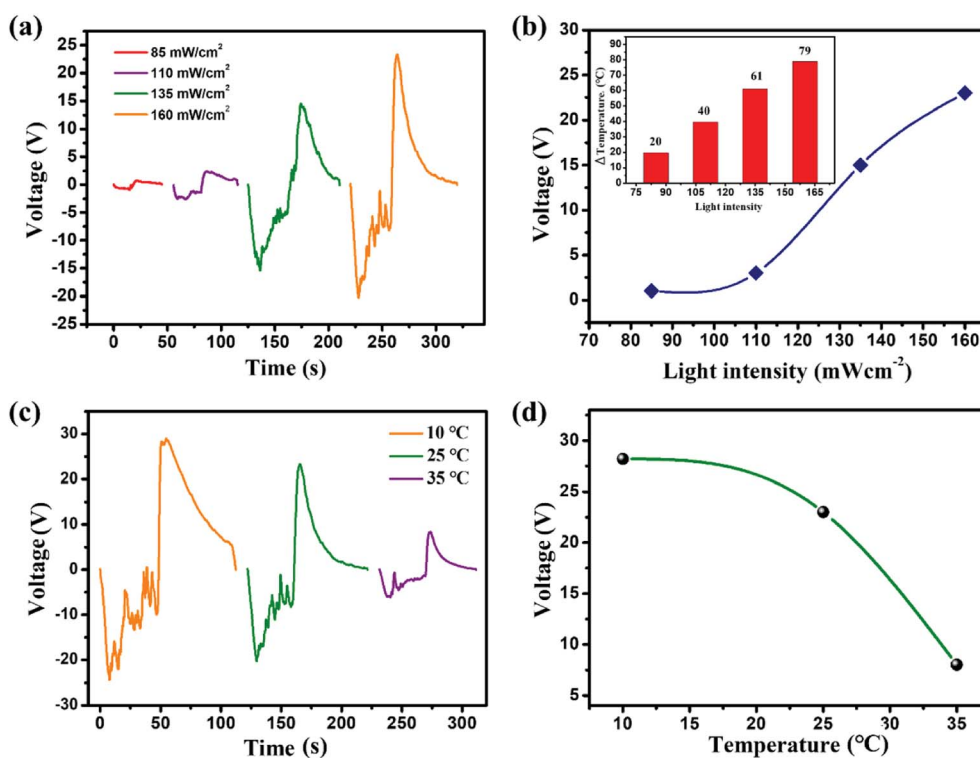 (a)
25
20
15
10
5
0
-5
-10
-15
-20
-25
Voltage (V)
85 mW/cm²
110 mW/cm²
135 mW/cm²
160 mW/cm²
0 50 100 150 200 250 300
Time (s)
(b)
30
25
20
15
10
5
0
Voltage (V)
90
80
70
60
50
40
30
20
10
0
Δ Temperature. (°C)
20
40
61
79
75 90 105 120 135 150 165
Light intensity
70 80 90 100 110 120 130 140 150 160
Light intensity (mWcm⁻²)
(c)
30
20
10
0
-10
-20
-30
Voltage (V)
10 °C
25 °C
35 °C
0 50 100 150 200 250 300
Time (s)
(d)
35
30
25
20
15
10
5
Voltage (V)
10 15 20 25 30 35
Temperature (°C)